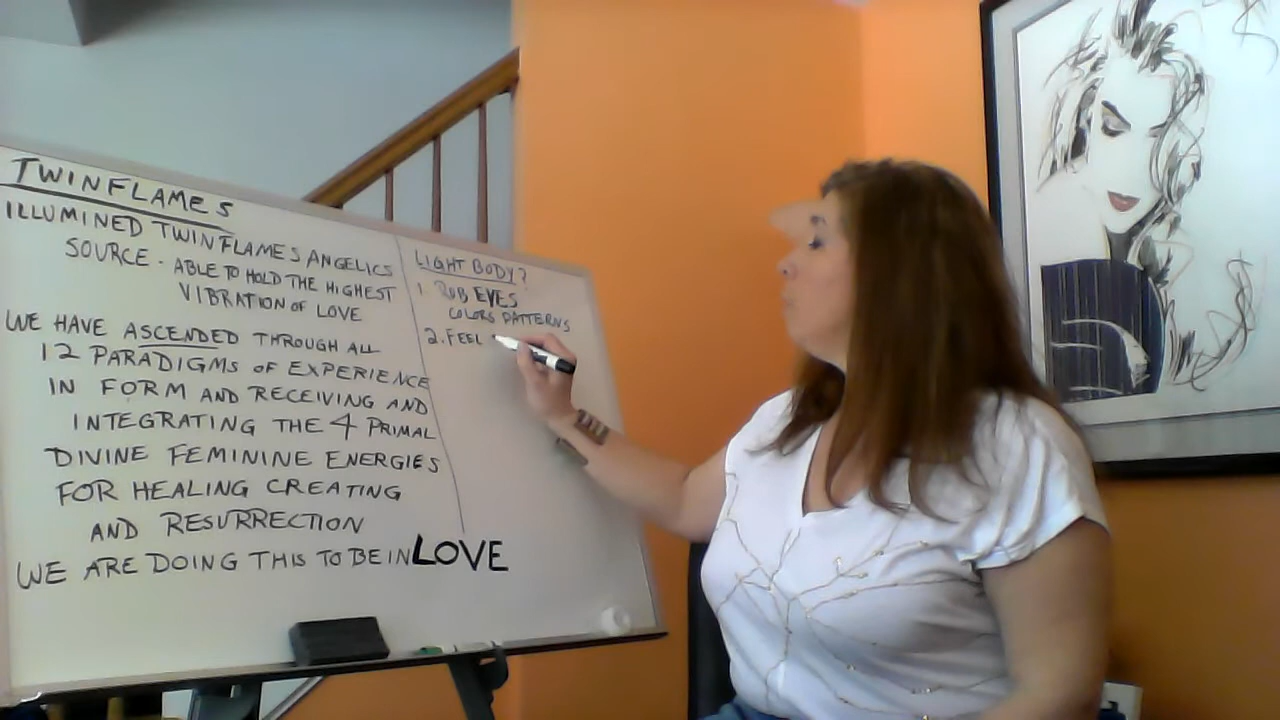 TWINFLAMES
ILLUMINED TWINFLAMES ANGELICS
SOURCE - ABLE TO HOLD THE HIGHEST
VIBRATION OF LOVE
WE HAVE ASCENDED THROUGH ALL
12 PARADIGMS OF EXPERIENCE
IN FORM AND RECEIVING AND
INTEGRATING THE 4 PRIMAL
DIVINE FEMININE ENERGIES
FOR HEALING CREATING
AND RESURRECTION
WE ARE DOING THIS TO BE IN LOVE
LIGHT BODY?
1. RUB EYES
COLORS PATTERNS
2. FEEL